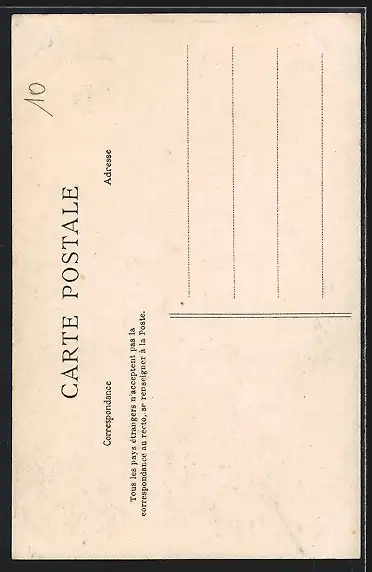 10
CARTE POSTALE
Correspondance
Adresse
Tous les pays étrangers n'acceptent pas la
correspondance au recto, se renseigner à la Poste.